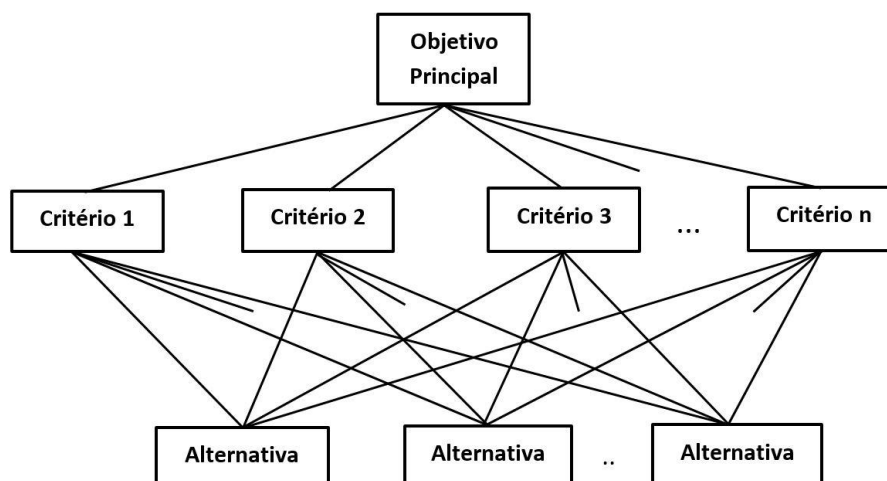 Objetivo
Principal
Critério 1
Critério 2
Critério 3
...
Critério n
Alternativa
Alternativa
..
Alternativa